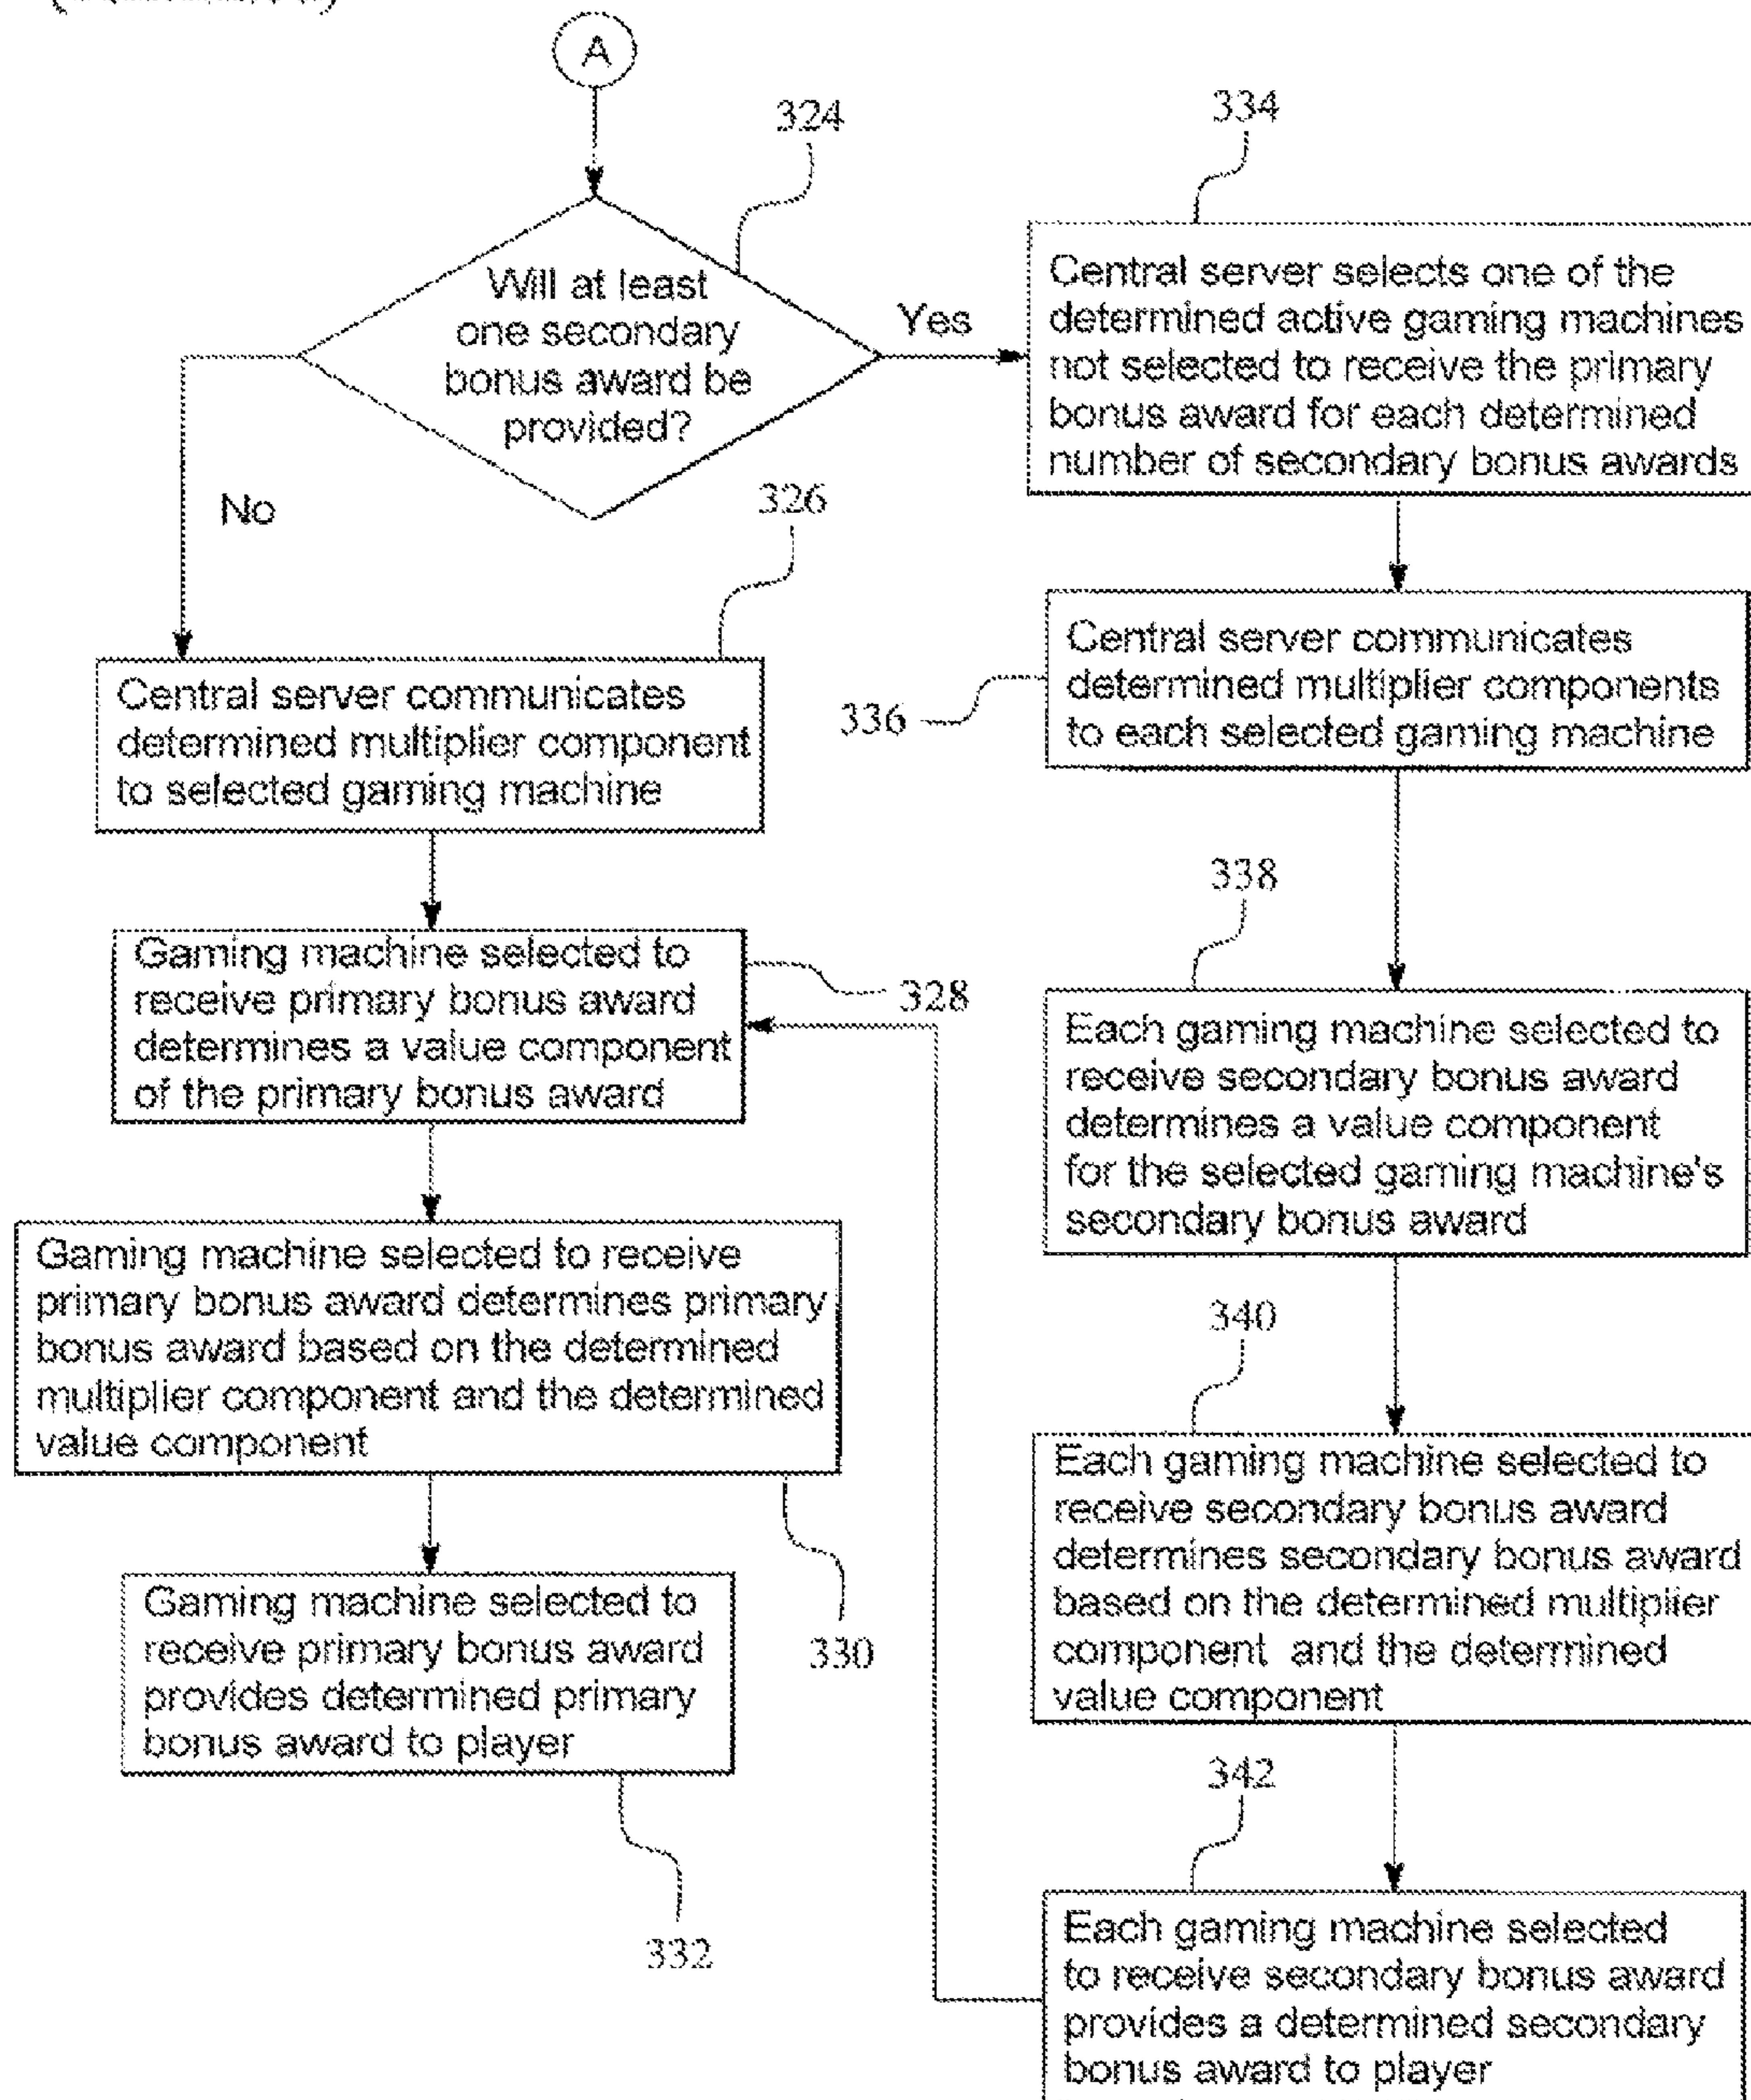 A
324
Will at least
one secondary
bonus award be
provided?
Yes
No
334
Central server selects one of the
determined active gaming machines
not selected to receive the primary
bonus award for each determined
number of secondary bonus awards
326
Central server communicates
determined multiplier component
to selected gaming machine
336
Central server communicates
determined multiplier components
to each selected gaming machine
328
Gaming machine selected to
receive primary bonus award
determines a value component
of the primary bonus award
338
Each gaming machine selected to
receive secondary bonus award
determines a value component
for the selected gaming machine's
secondary bonus award
Gaming machine selected to receive
primary bonus award determines primary
bonus award based on the determined
multiplier component and the determined
value component
330
340
Each gaming machine selected to
receive secondary bonus award
determines secondary bonus award
based on the determined multiplier
component and the determined
value component
Gaming machine selected to
receive primary bonus award
provides determined primary
bonus award to player
332
342
Each gaming machine selected
to receive secondary bonus award
provides a determined secondary
bonus award to player